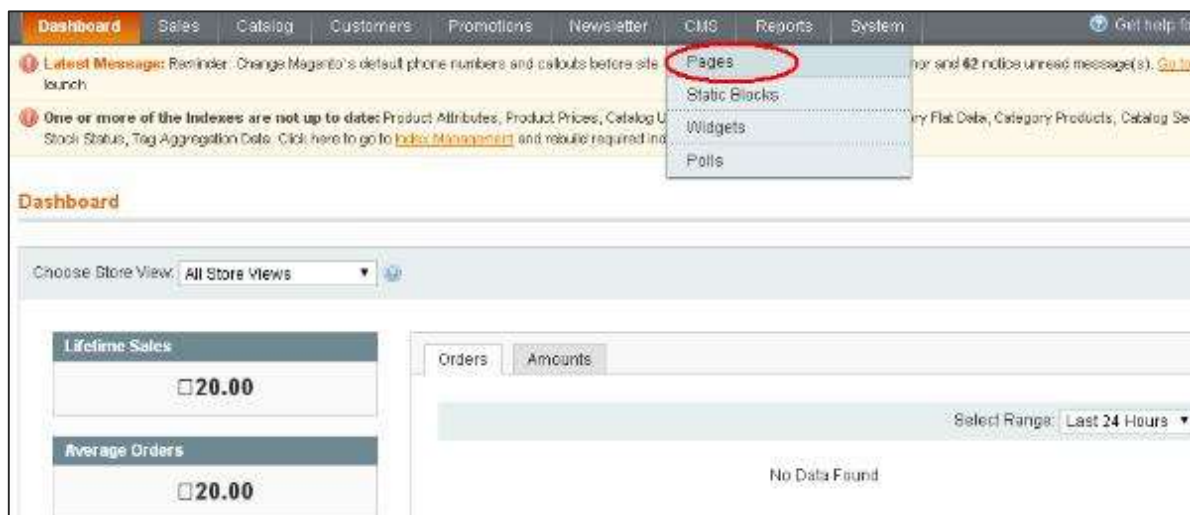 Dashboard Sales Catalog Customers Promotions Newsletter CMS Reports System Get help fo
Latest Message: Reminder: Change Magento's default phone numbers and callouts before site
nor and 62 notice unread message(s). Go to
launch
One or more of the Indexes are not up to date: Product Attributes, Product Prices, Catalog U
ry Flat Data, Category Products, Catalog Sea
Stock Status, Tag Aggregation Data. Click here to go to Index Management and rebuild required ind
Pages
Static Blocks
Widgets
Polls
Dashboard
Choose Store View: All Store Views
Lifetime Sales
20.00
Average Orders
20.00
Orders Amounts
Select Range: Last 24 Hours
No Data Found